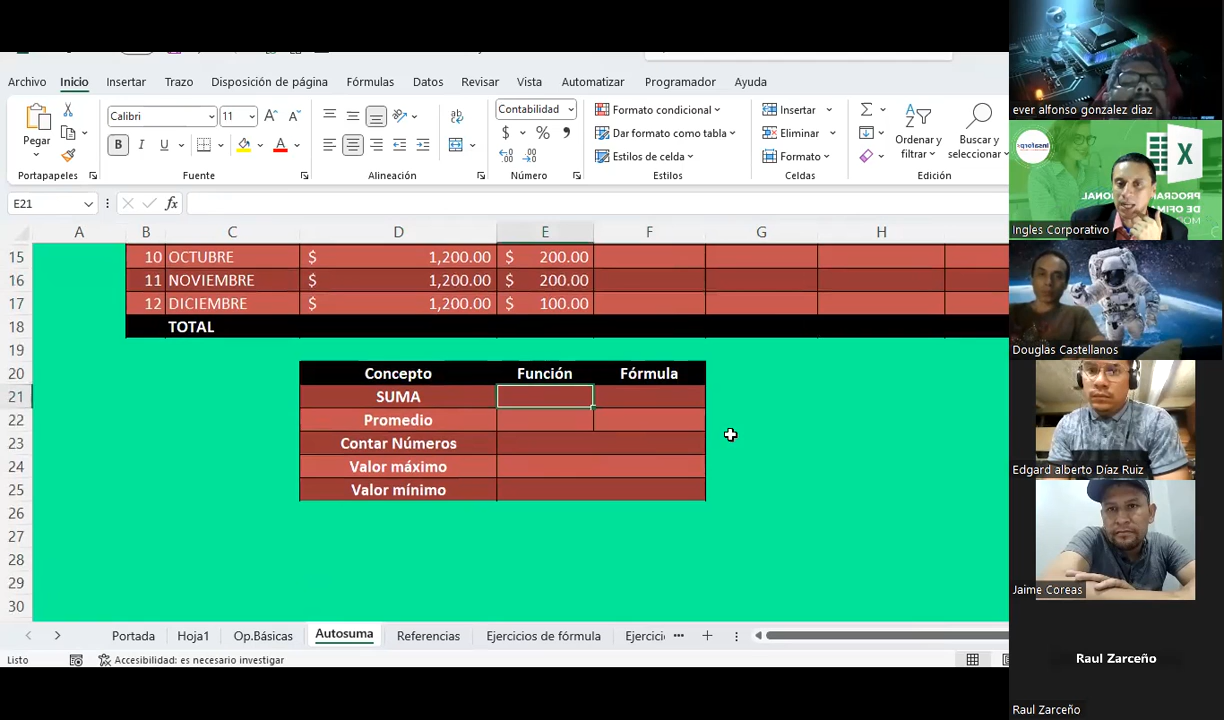 Archivo Inicio Insertar Trazo Disposición de página Fórmulas Datos Revisar Vista Automatizar Programador Ayuda
Calibri 11 Contabilidad Formato condicional Insertar
Pegar N K S $ % Dar formato como tabla Eliminar Ordenar y filtrar Buscar y seleccionar
Estilos de celda Formato
Portapapeles Fuente Alineación Número Estilos Celdas Edición
E21 fx
A B C D E F G H
15 10 OCTUBRE $ 1,200.00 $ 200.00
16 11 NOVIEMBRE $ 1,200.00 $ 200.00
17 12 DICIEMBRE $ 1,200.00 $ 100.00
18 TOTAL
19
20 Concepto Función Fórmula
21 SUMA
22 Promedio
23 Contar Números
24 Valor máximo
25 Valor mínimo
26
27
28
29
30
Portada Hoja1 Op.Básicas Autosuma Referencias Ejercicios de fórmula Ejercici
Listo Accesibilidad: es necesario investigar
ever alfonso gonzalez diaz
Ingles Corporativo
Douglas Castellanos
Edgard alberto Díaz Ruiz
Jaime Coreas
Raul Zarceño
Raul Zarceño